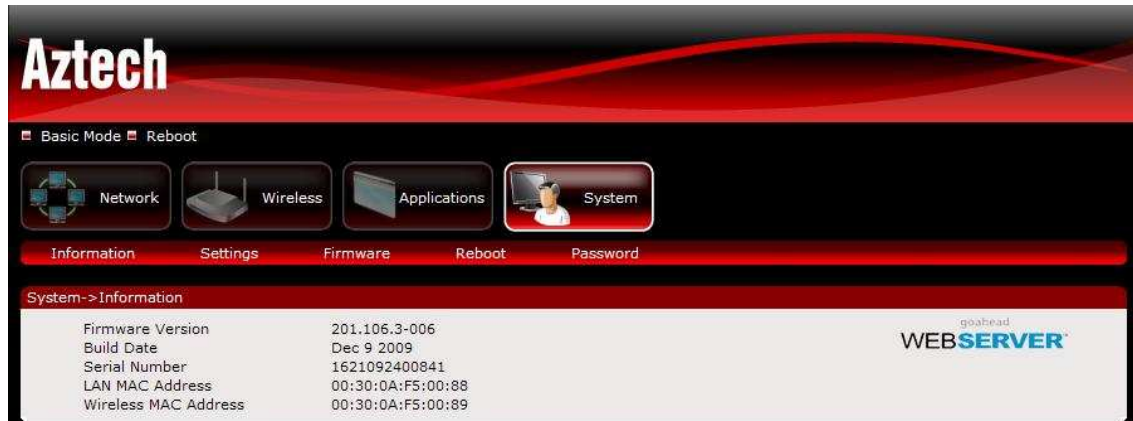 Aztech
Basic Mode Reboot
Network Wireless Applications System
Information Settings Firmware Reboot Password
System->Information
Firmware Version 201.106.3-006
Build Date Dec 9 2009
Serial Number 1621092400841
LAN MAC Address 00:30:0A:F5:00:88
Wireless MAC Address 00:30:0A:F5:00:89
goahead
WEBSERVER